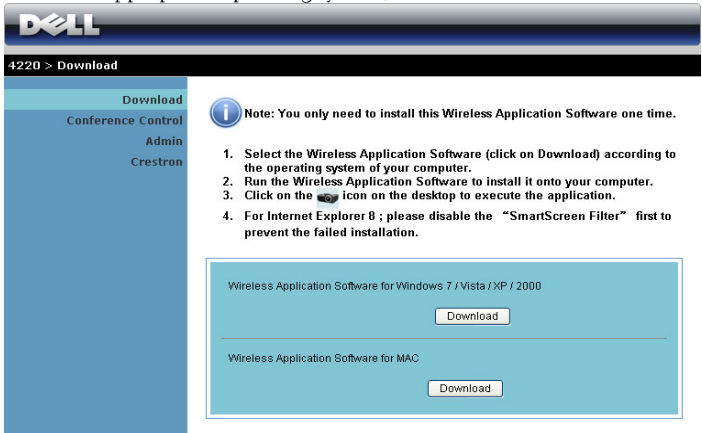 DELL
4220 > Download
Download
Conference Control
Admin
Crestron
Note: You only need to install this Wireless Application Software one time.
1. Select the Wireless Application Software (click on Download) according to
the operating system of your computer.
2. Run the Wireless Application Software to install it onto your computer.
3. Click on the icon on the desktop to execute the application.
4. For Internet Explorer 8 ; please disable the “SmartScreen Filter” first to
prevent the failed installation.
Wireless Application Software for Windows 7 / Vista / XP / 2000
Download
Wireless Application Software for MAC
Download